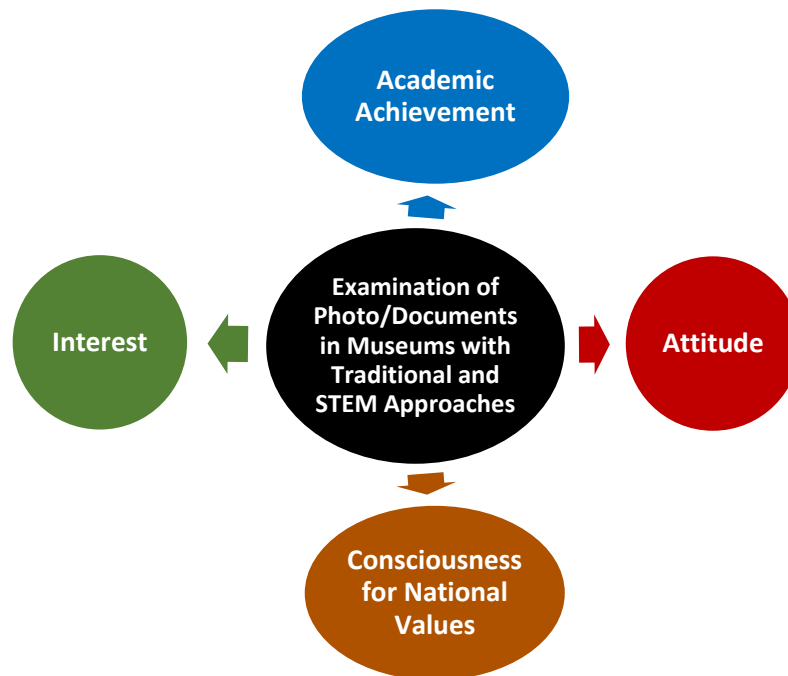 Academic
Achievement
Interest
Examination of
Photo/Documents
in Museums with
Traditional and
STEM Approaches
Attitude
Consciousness
for National
Values